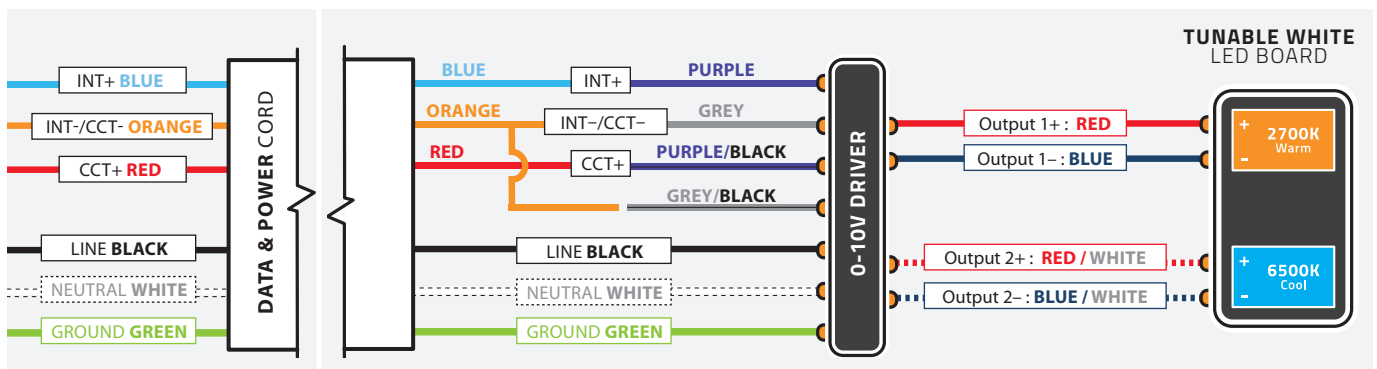 INT+ BLUE
INT-/CCT- ORANGE
CCT+ RED
LINE BLACK
NEUTRAL WHITE
GROUND GREEN
DATA & POWER CORD
BLUE
INT+
PURPLE
ORANGE
INT–/CCT–
GREY
RED
CCT+
PURPLE/BLACK
GREY/BLACK
LINE BLACK
NEUTRAL WHITE
GROUND GREEN
0-10V DRIVER
Output 1+ : RED
Output 1– : BLUE
Output 2+ : RED / WHITE
Output 2– : BLUE / WHITE
TUNABLE WHITE
LED BOARD
+
2700K
Warm
-
+
6500K
Cool
-